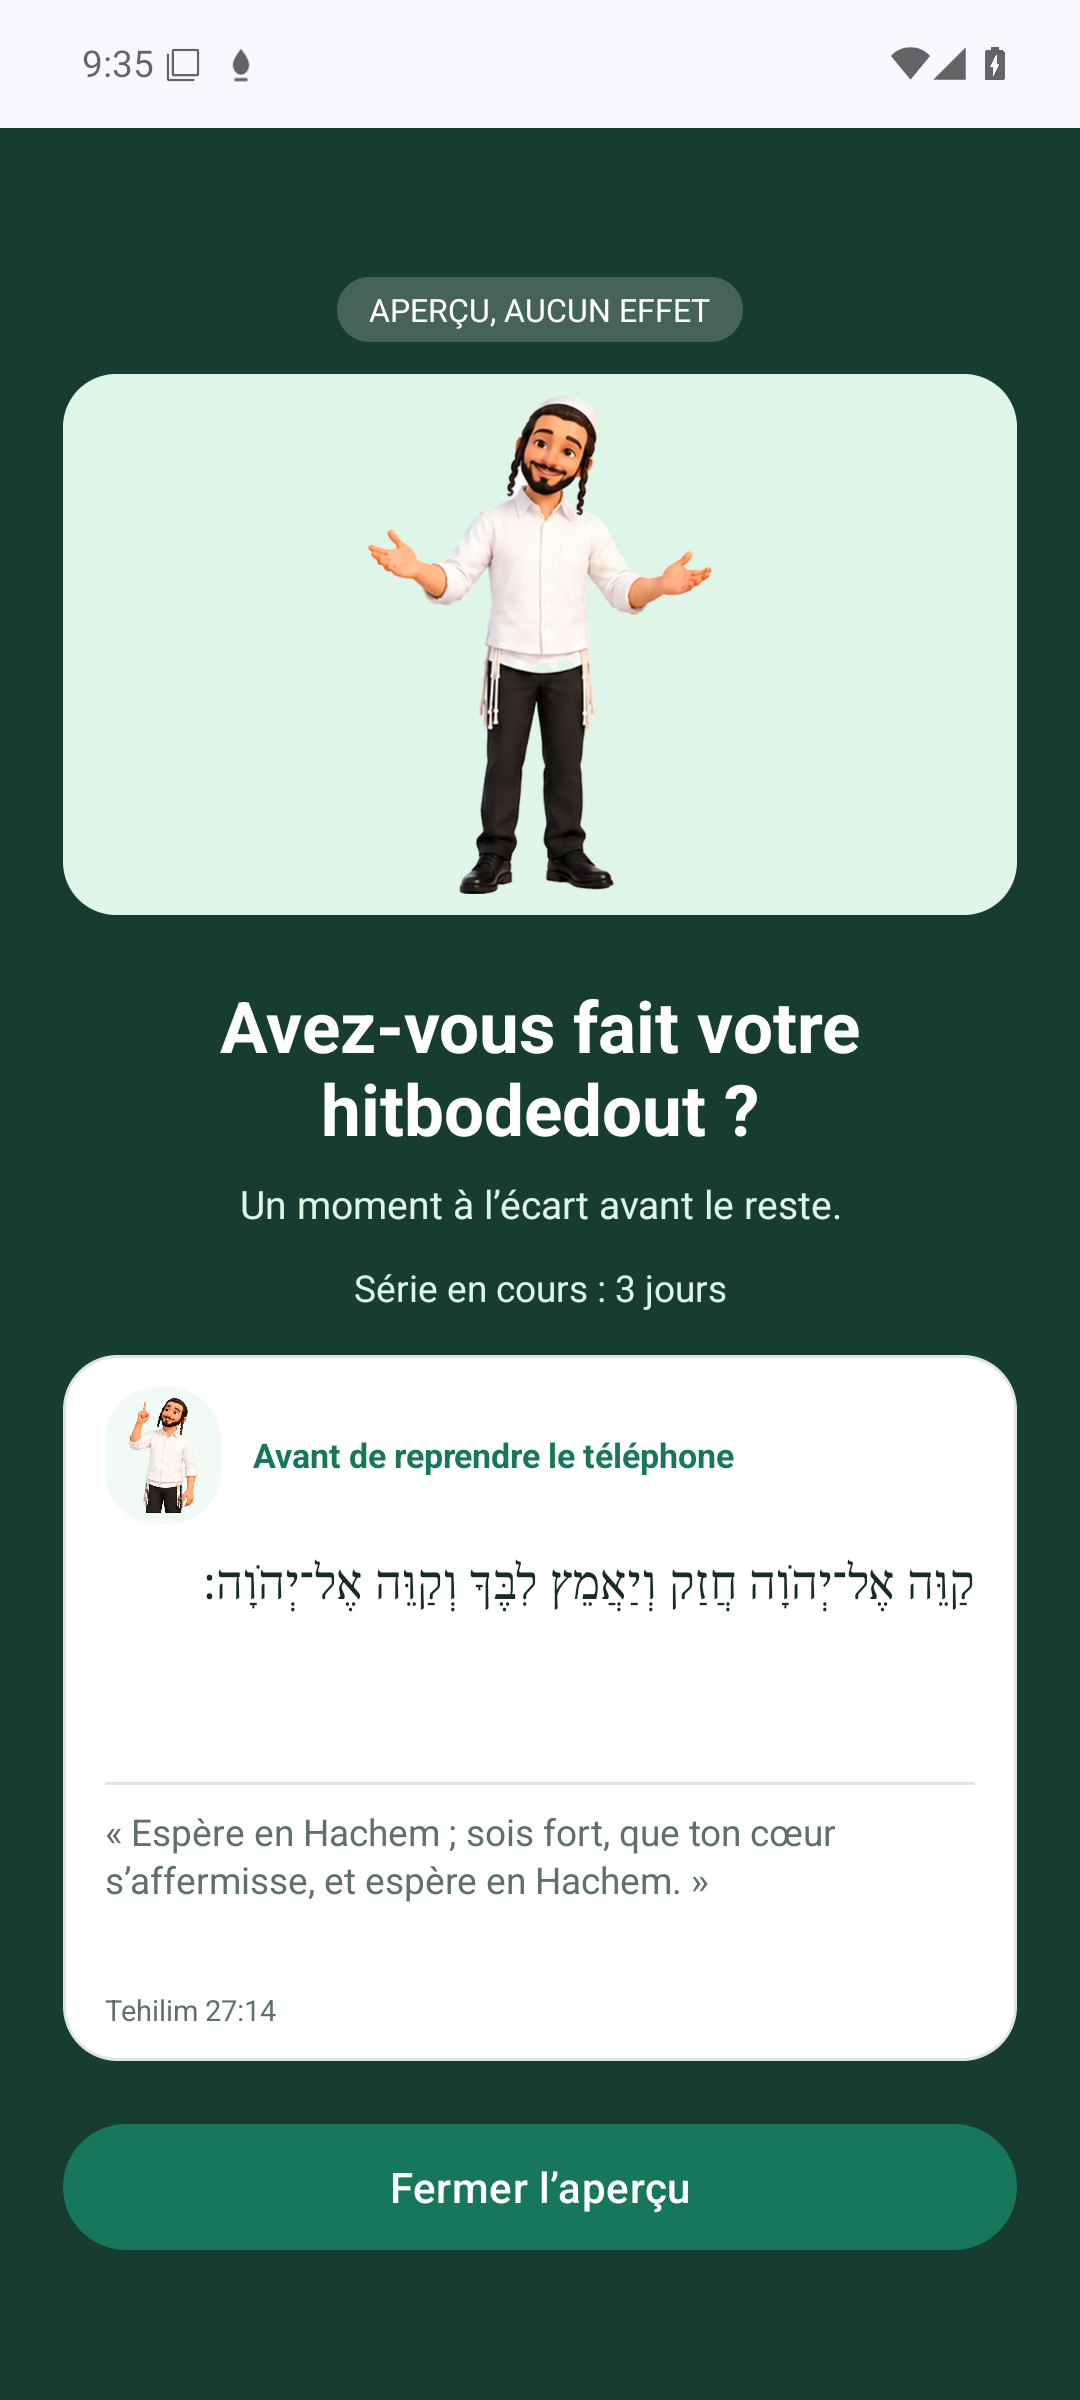 9:35
APERÇU, AUCUN EFFET
Avez-vous fait votre
hitbodedout ?
Un moment à l’écart avant le reste.
Série en cours : 3 jours
Avant de reprendre le téléphone
קַוֵּה אֶל־יְהֹוָה חֲזַק וְיַאֲמֵץ לִבֶּךָ וְקַוֵּה אֶל־יְהֹוָה׃
« Espère en Hachem ; sois fort, que ton cœur
s’affermisse, et espère en Hachem. »
Tehilim 27:14
Fermer l’aperçu